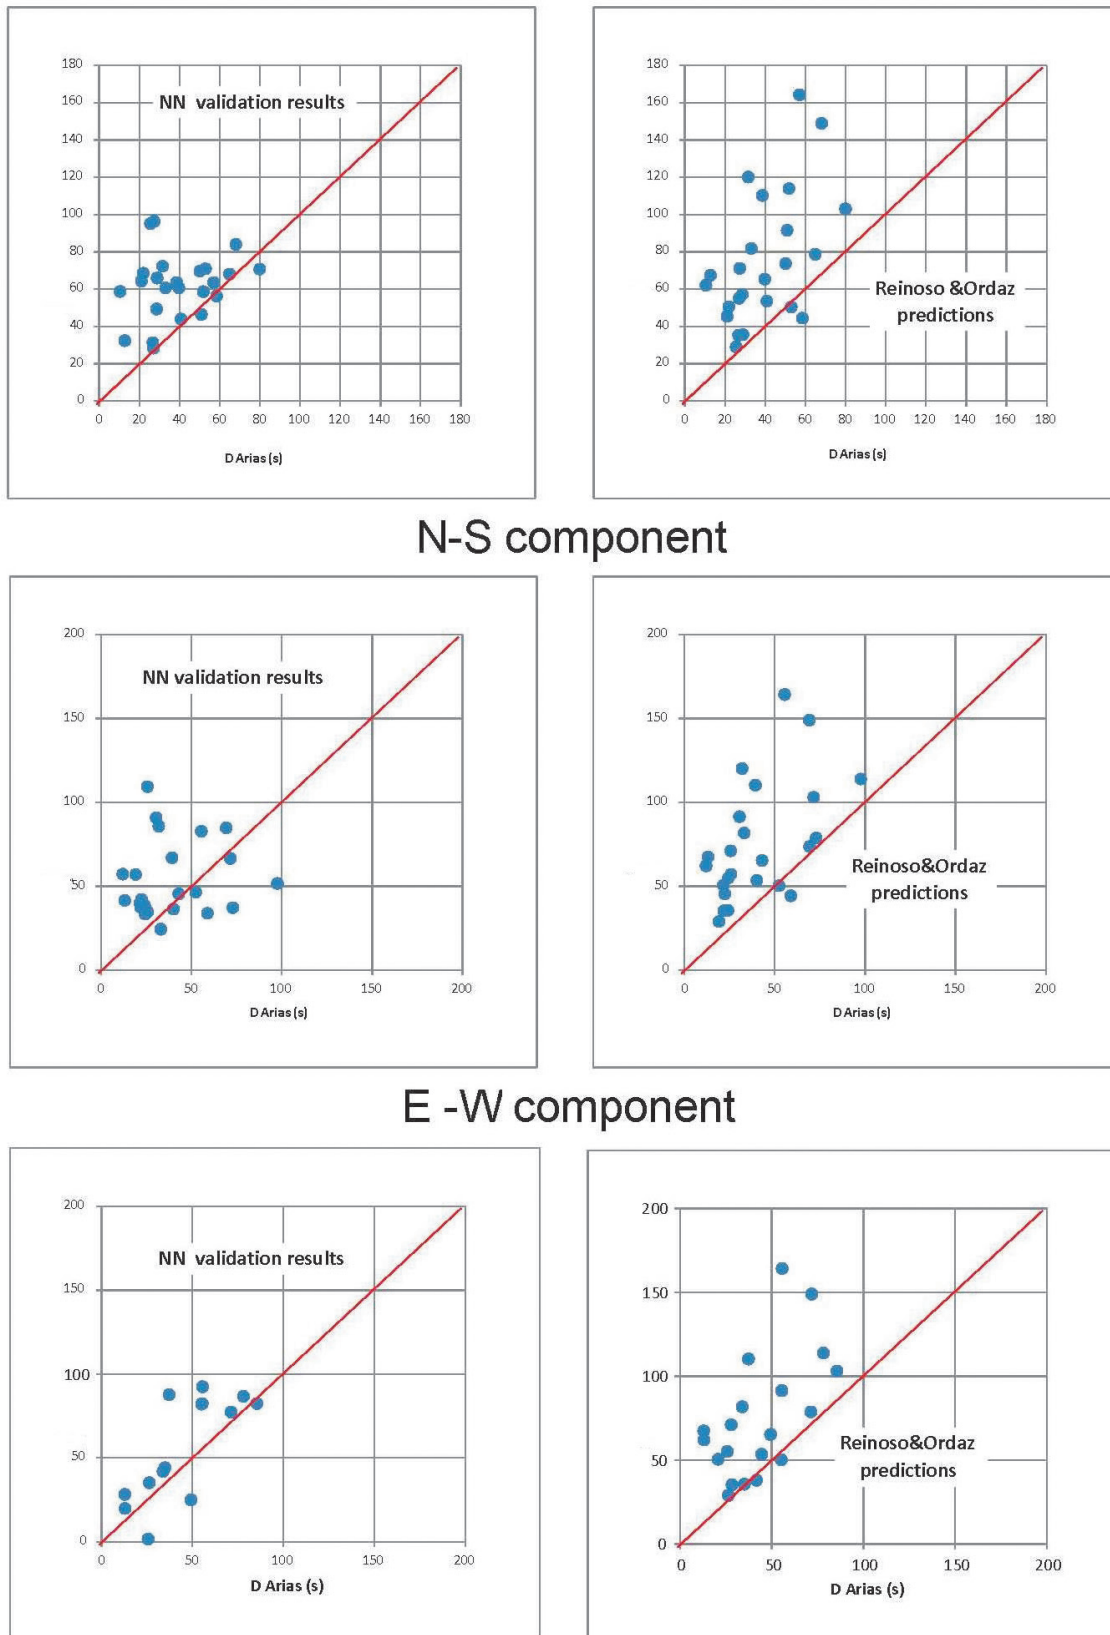 180
160
140
120
100
80
60
40
20
0
NN validation results
0 20 40 60 80 100 120 140 160 180
D Arias (s)
180
160
140
120
100
80
60
40
20
0
Reinoso &Ordaz
predictions
0 20 40 60 80 100 120 140 160 180
D Arias (s)
N-S component
200
150
100
50
0
NN validation results
0 50 100 150 200
D Arias (s)
200
150
100
50
0
Reinoso&Ordaz
predictions
0 50 100 150 200
D Arias (s)
E -W component
200
150
100
50
0
NN validation results
0 50 100 150 200
D Arias (s)
200
150
100
50
0
Reinoso&Ordaz
predictions
0 50 100 150 200
D Arias (s)